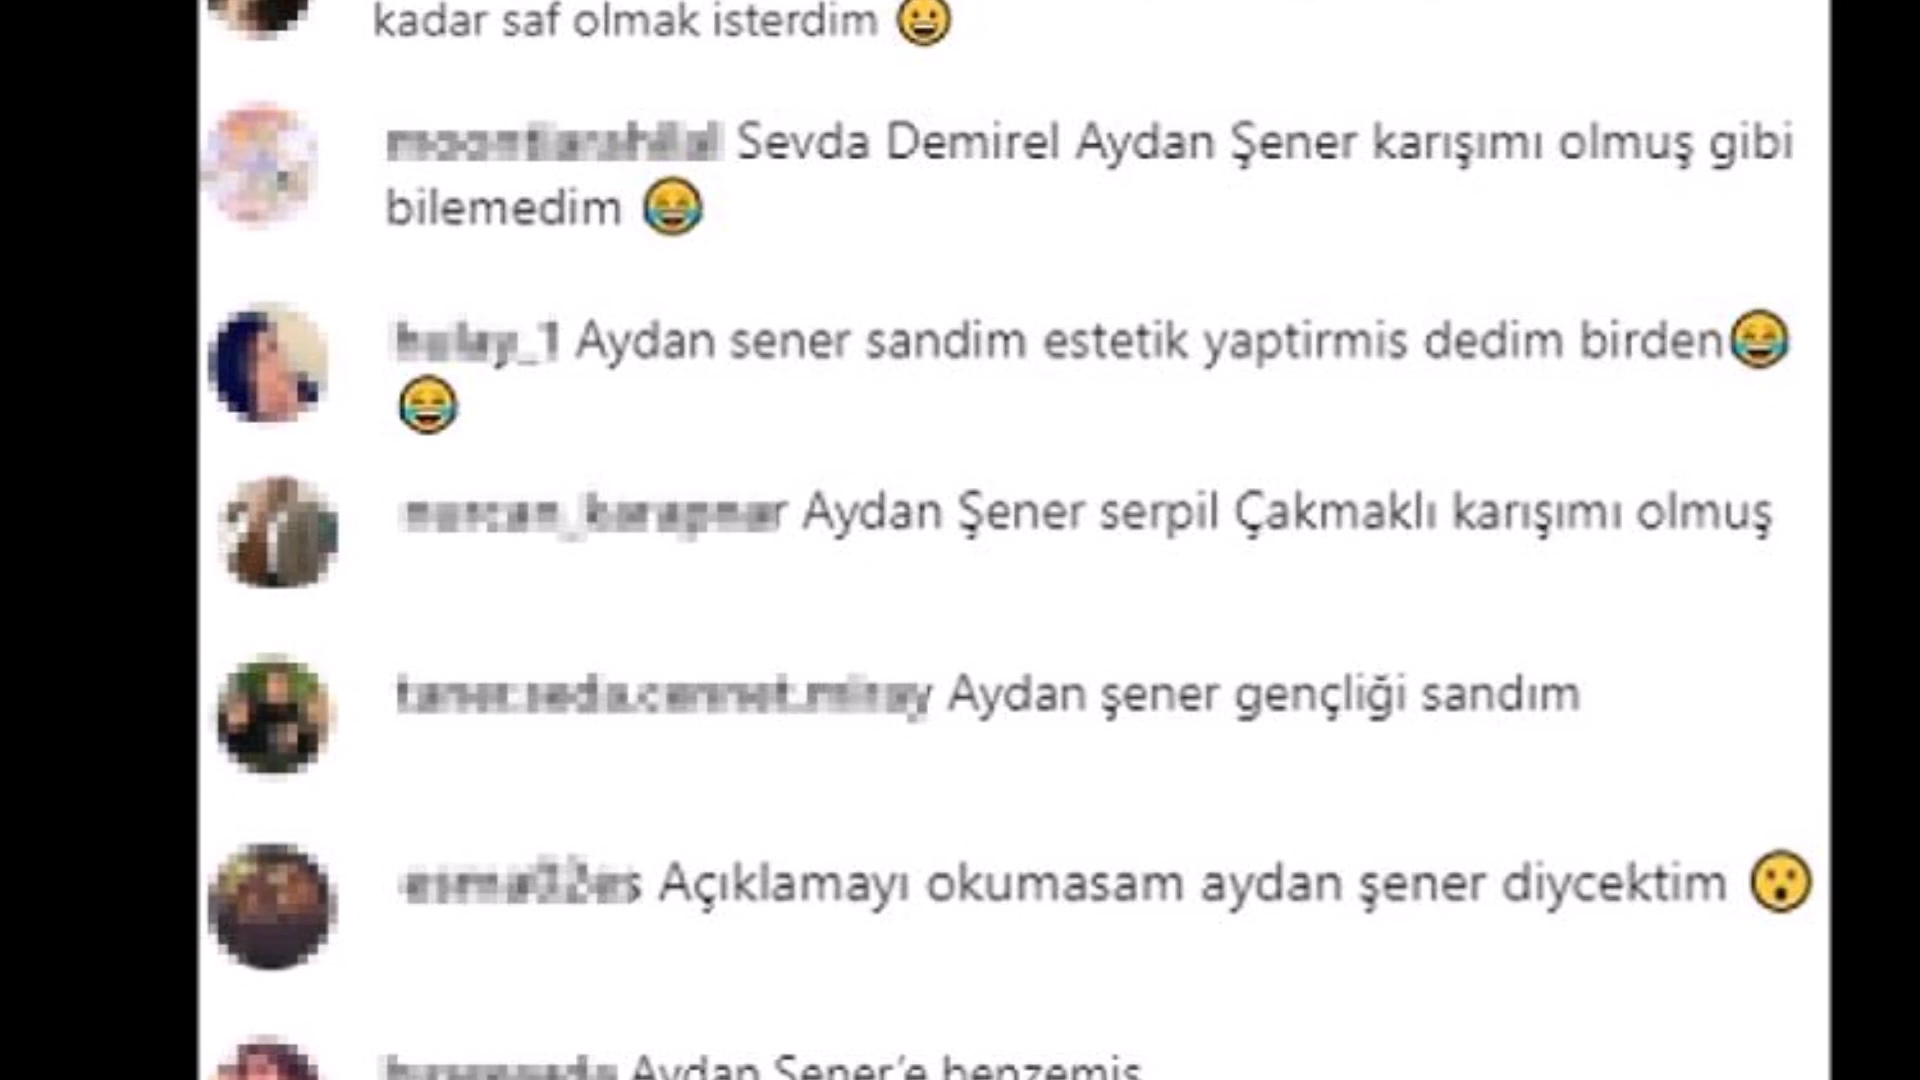 kadar saf olmak isterdim 😀
Sevda Demirel Aydan Şener karışımı olmuş gibi
bilemedim 😂
Aydan sener sandim estetik yaptirmis dedim birden😂
😂
Aydan Şener serpil Çakmaklı karışımı olmuş
Aydan şener gençliği sandım
Açıklamayı okumasam aydan şener diycektim 😮
Aydan Şener’e benzemiş